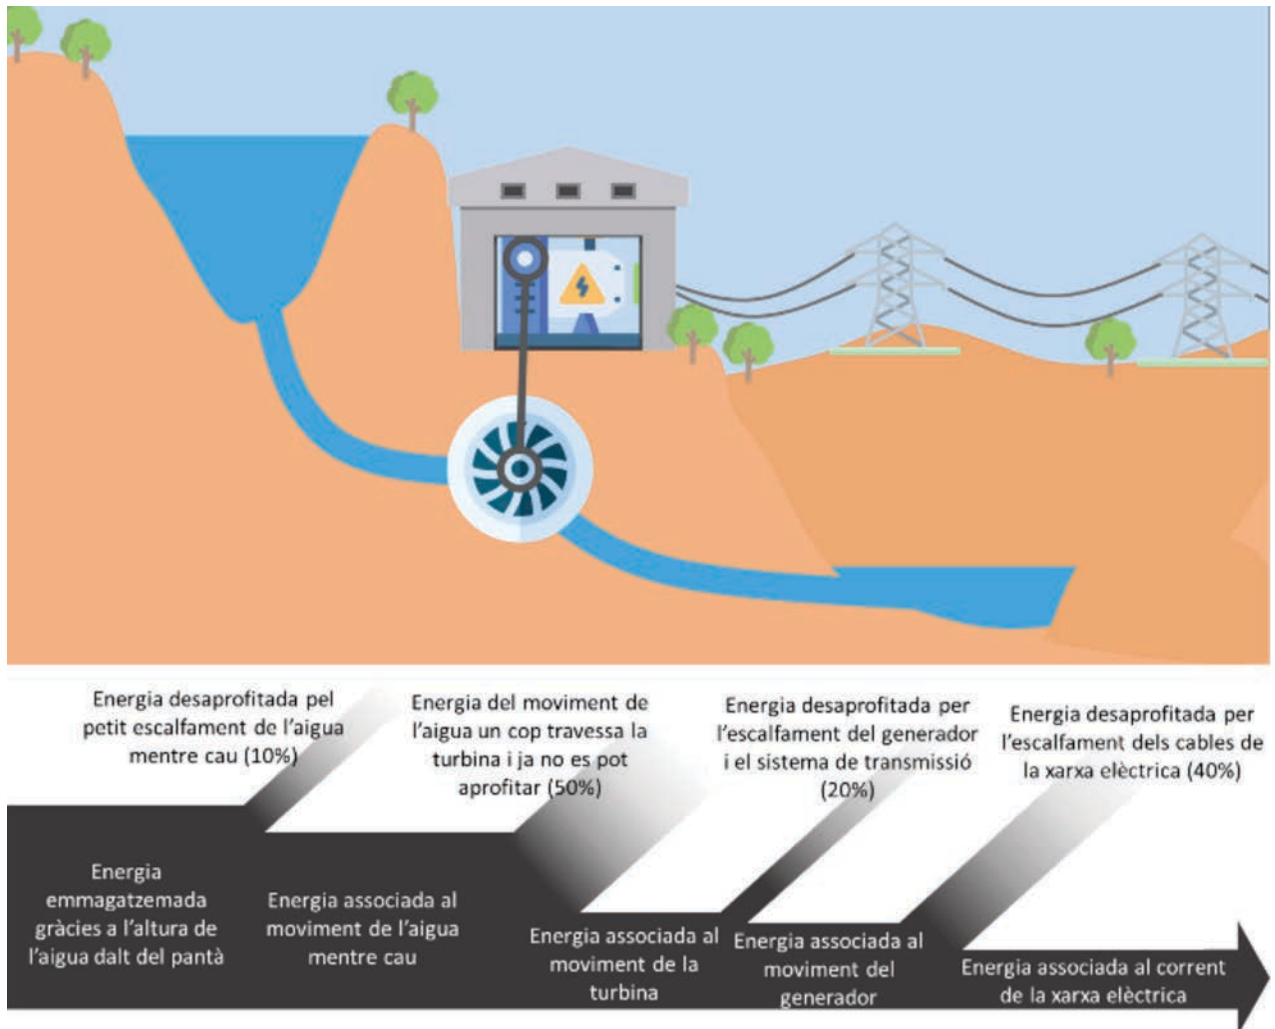 Energia desaprofitada pel
petit escalfament de l'aigua
mentre cau (10%)
Energia del moviment de
l'aigua un cop travessa la
turbina i ja no es pot
aprofitar (50%)
Energia desaprofitada per
l'escalfament del generador
i el sistema de transmissió
(20%)
Energia desaprofitada per
l'escalfament dels cables de
la xarxa elèctrica (40%)
Energia
emmagatzemada
gràcies a l'altura de
l'aigua dalt del pantà
Energia associada al
moviment de l'aigua
mentre cau
Energia associada al
moviment de la
turbina
Energia associada al
moviment del
generador
Energia associada al corrent
de la xarxa elèctrica